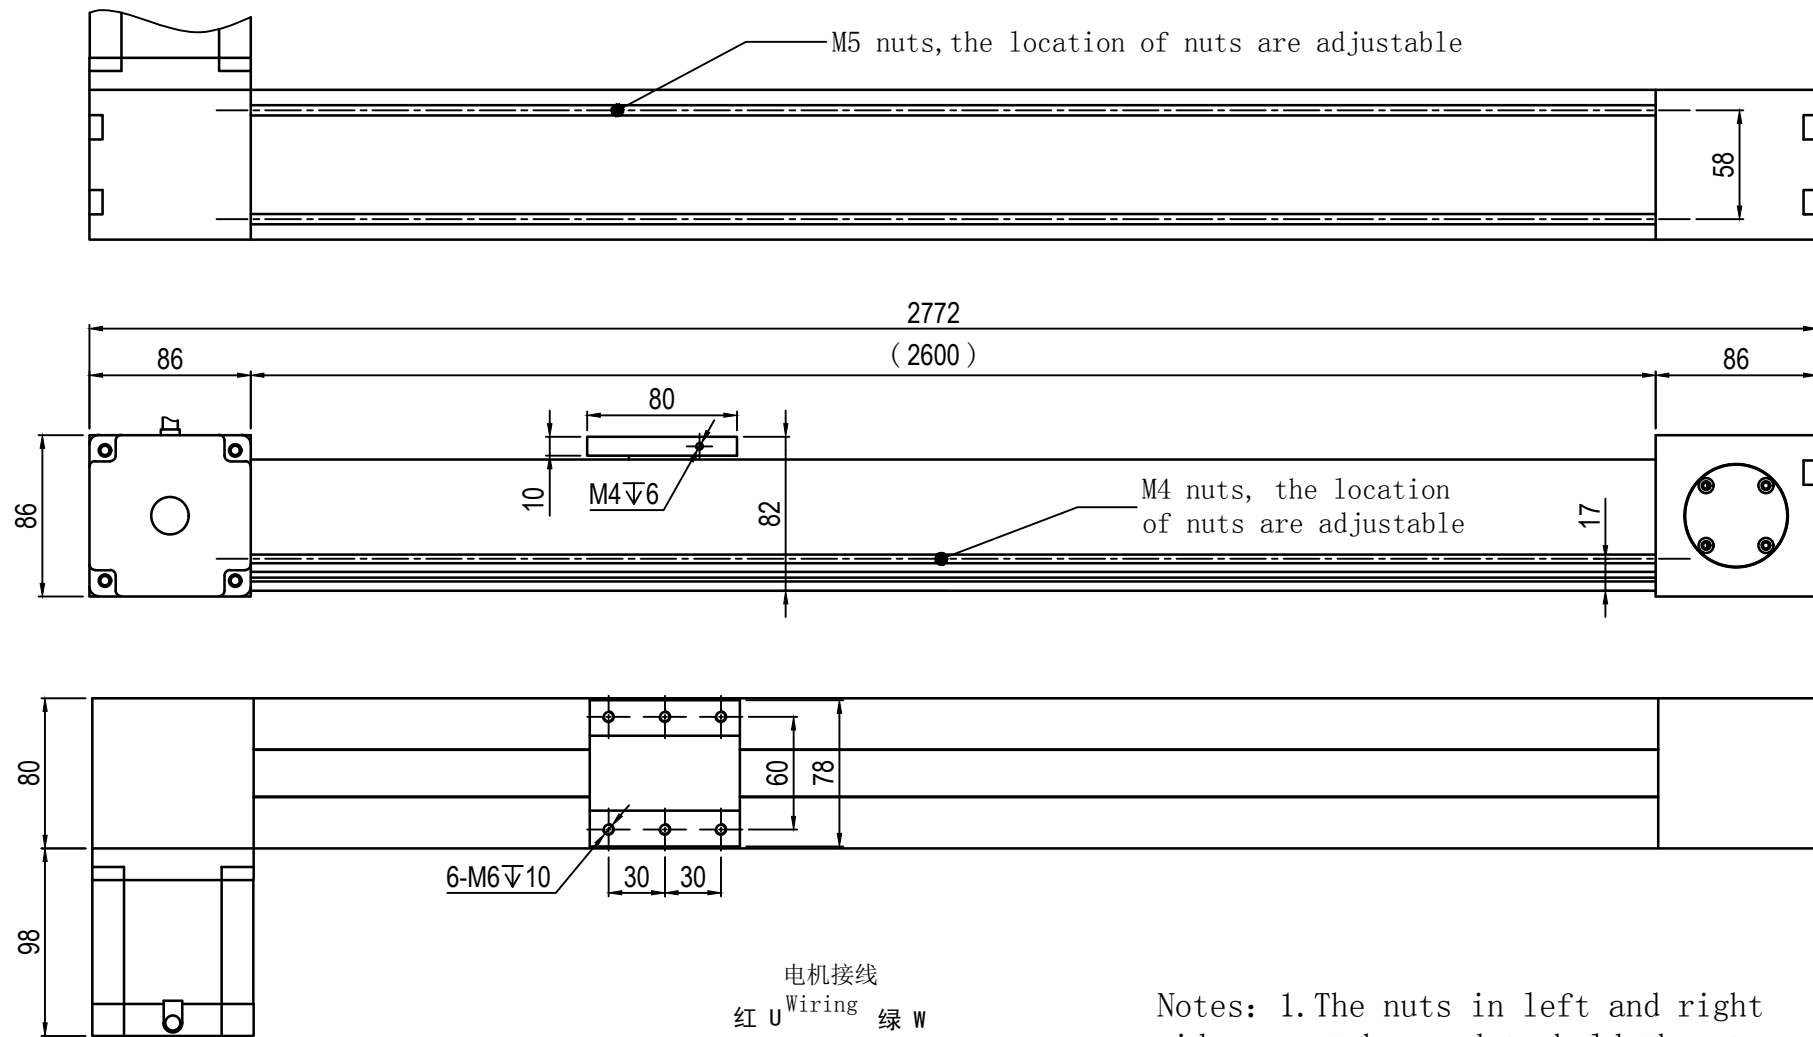 M5 nuts, the location of nuts are adjustable
58
2772
86
(2600)
86
80
86
10
M4↧6
82
M4 nuts, the location
of nuts are adjustable
17
80
60
78
6-M6↧10
30
30
98
电机接线
Wiring
红 U
绿 W
Notes: 1.The nuts in left and right